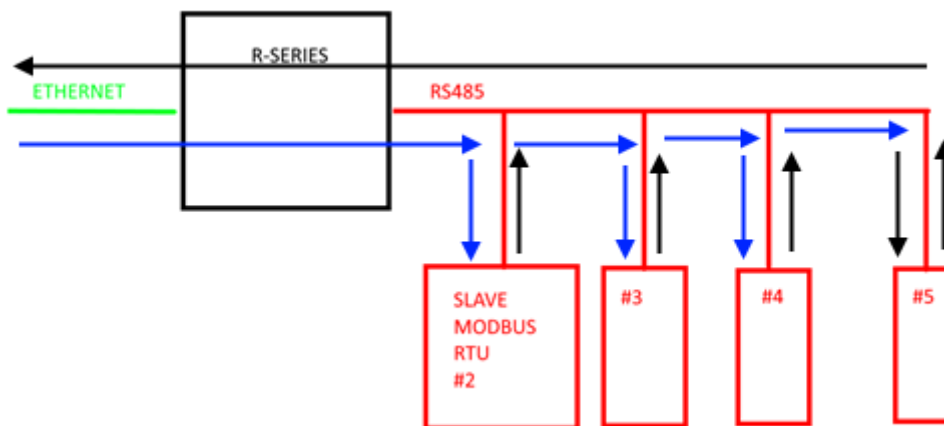 R-SERIES
ETHERNET
RS485
SLAVE
MODBUS
RTU
#2
#3
#4
#5